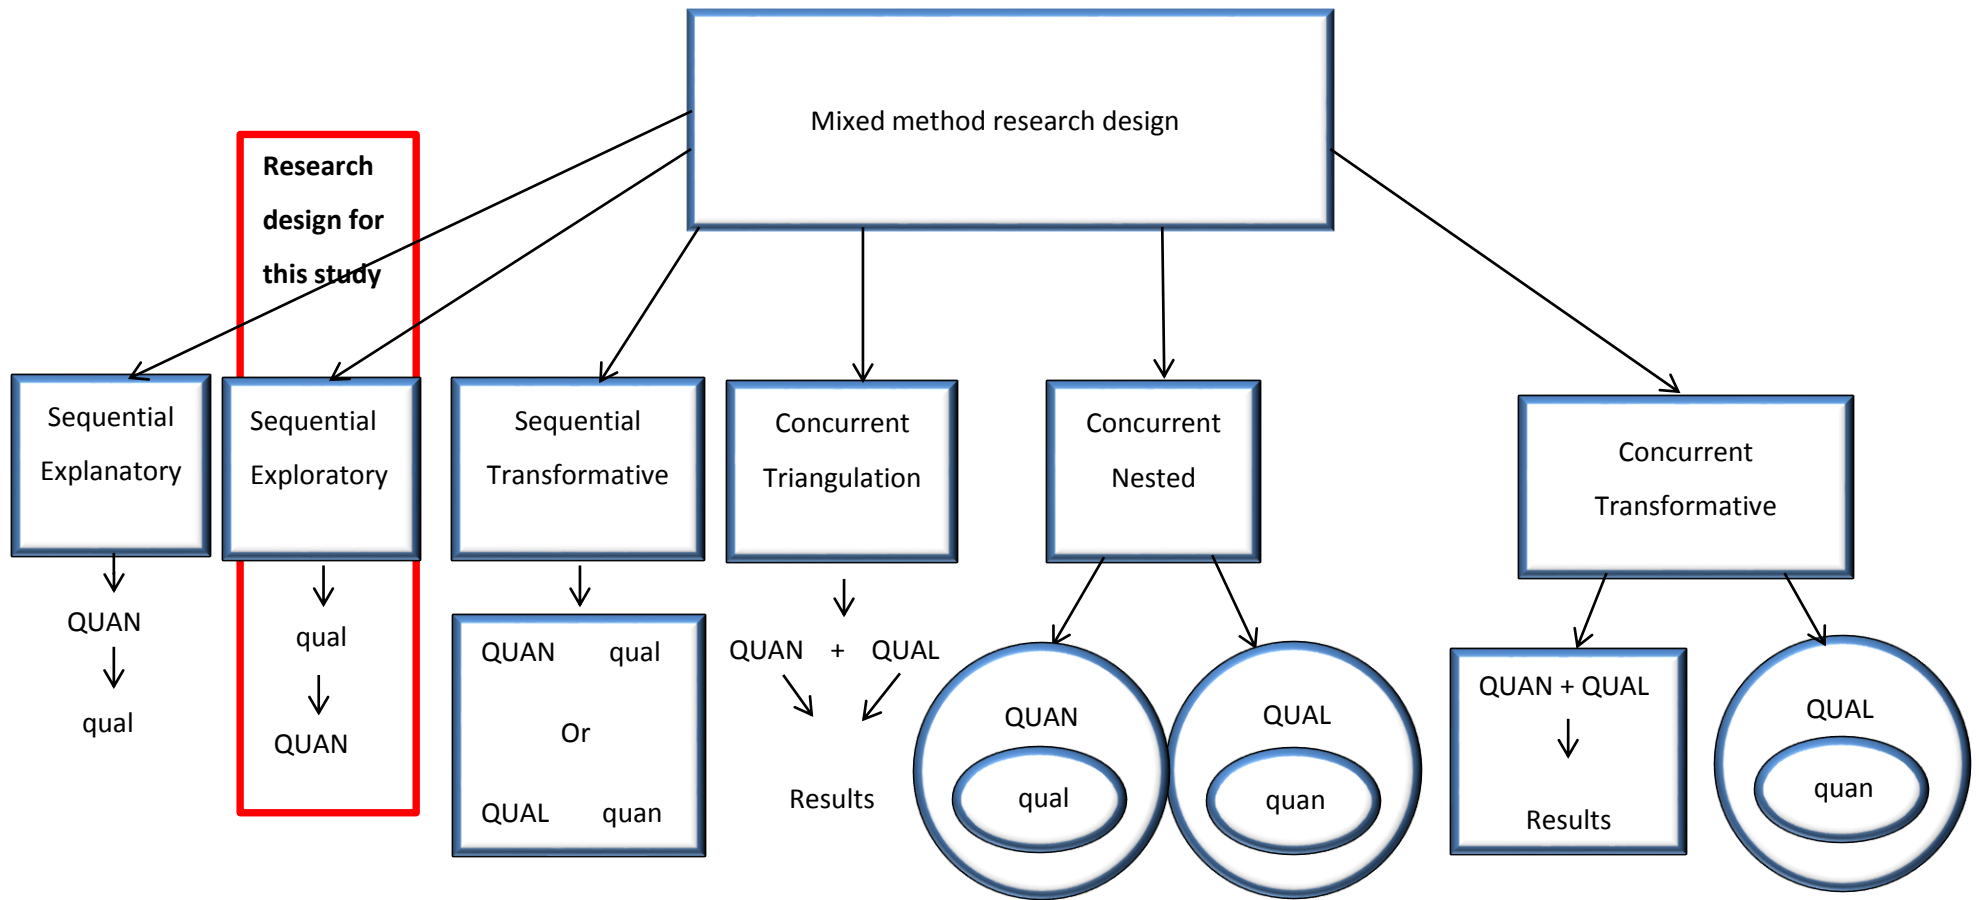 Mixed method research design
Research
design for
this study
Sequential
Explanatory
QUAN
qual
Sequential
Exploratory
qual
QUAN
Sequential
Transformative
QUAN qual
Or
QUAL quan
Concurrent
Triangulation
QUAN + QUAL
Results
Concurrent
Nested
QUAN
qual
QUAL
quan
Concurrent
Transformative
QUAN + QUAL
Results
QUAL
quan